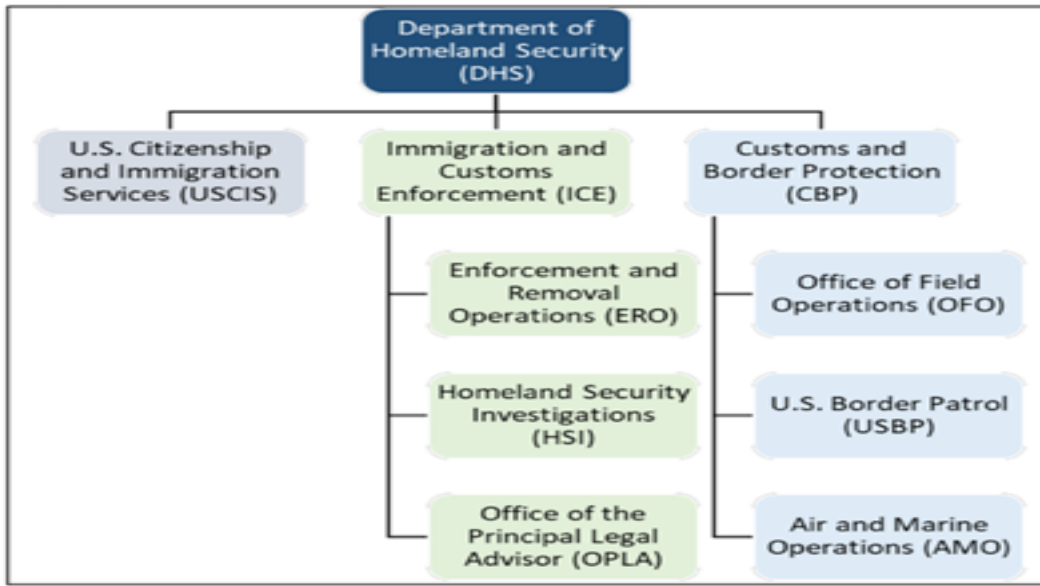 Department of
Homeland Security
(DHS)
U.S. Citizenship
and Immigration
Services (USCIS)
Immigration and
Customs
Enforcement (ICE)
Customs and
Border Protection
(CBP)
Enforcement and
Removal
Operations (ERO)
Office of Field
Operations (OFO)
Homeland Security
Investigations
(HSI)
U.S. Border Patrol
(USBP)
Office of the
Principal Legal
Advisor (OPLA)
Air and Marine
Operations (AMO)